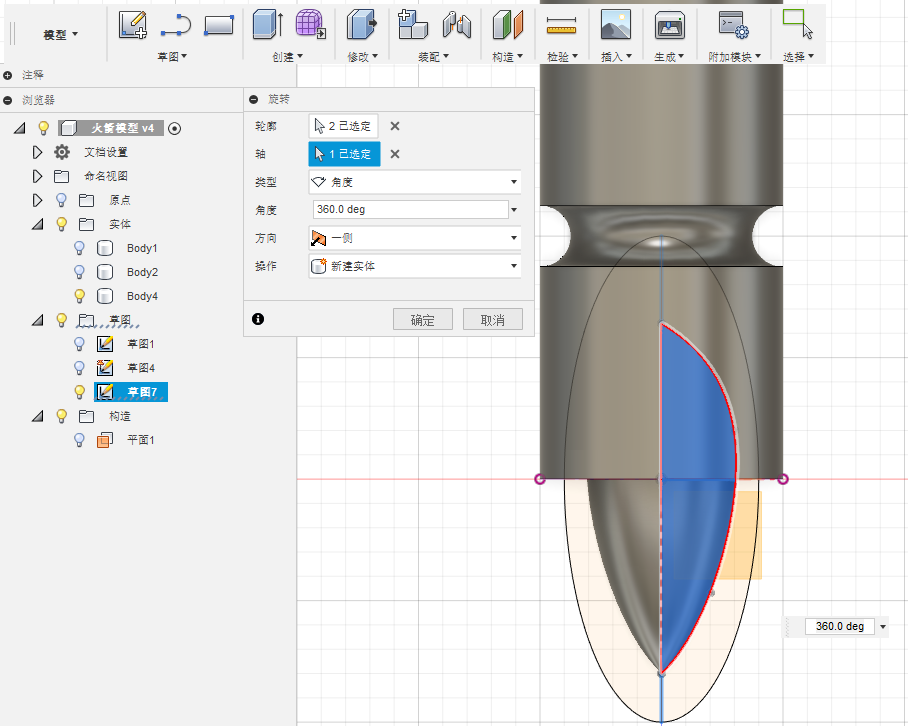 模型
草图 创建 修改 装配 构造 检验 插入 生成 附加模块 选择
注释
浏览器
火箭模型 v4
文档设置
命名视图
原点
实体
Body1
Body2
Body4
草图
草图1
草图4
草图7
构造
平面1
旋转
轮廓 2 已选定
轴 1 已选定
类型 角度
角度 360.0 deg
方向 一侧
操作 新建实体
确定 取消
360.0 deg